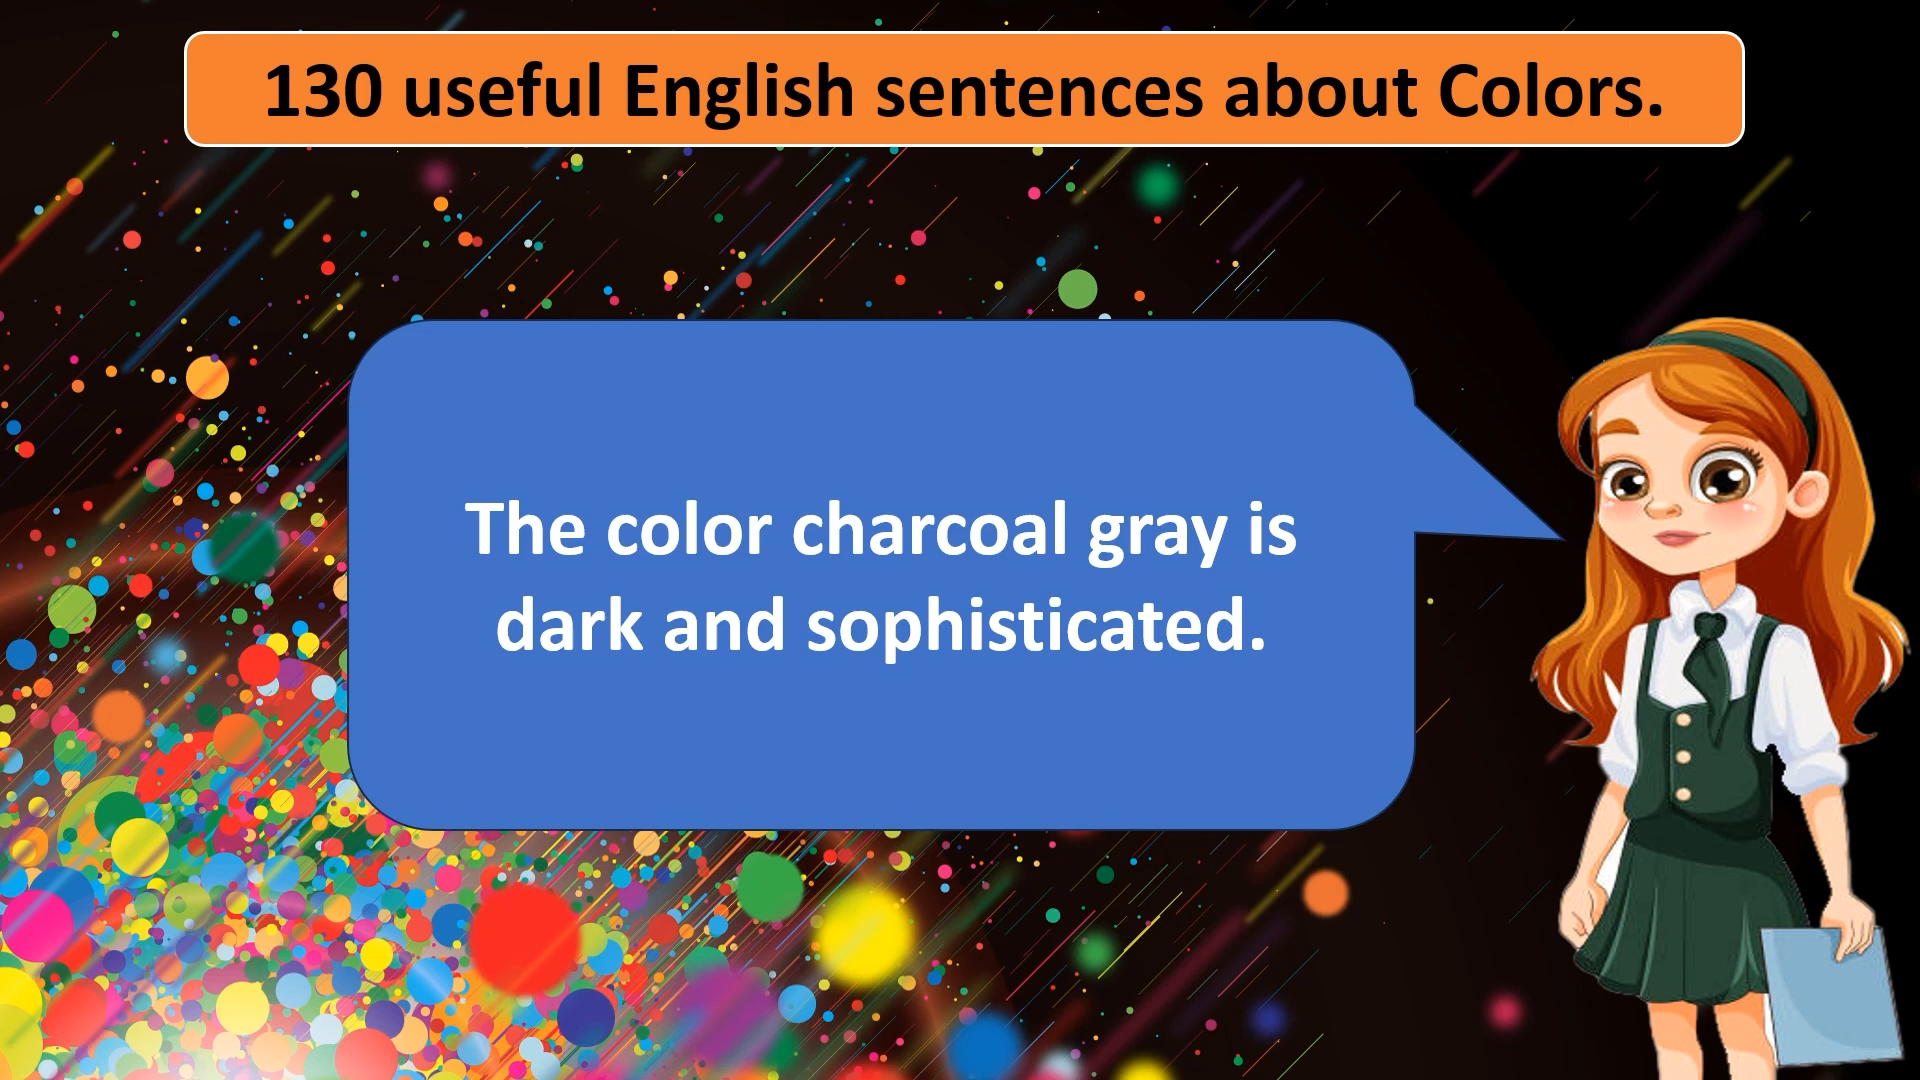 130 useful English sentences about Colors.
The color charcoal gray is
dark and sophisticated.